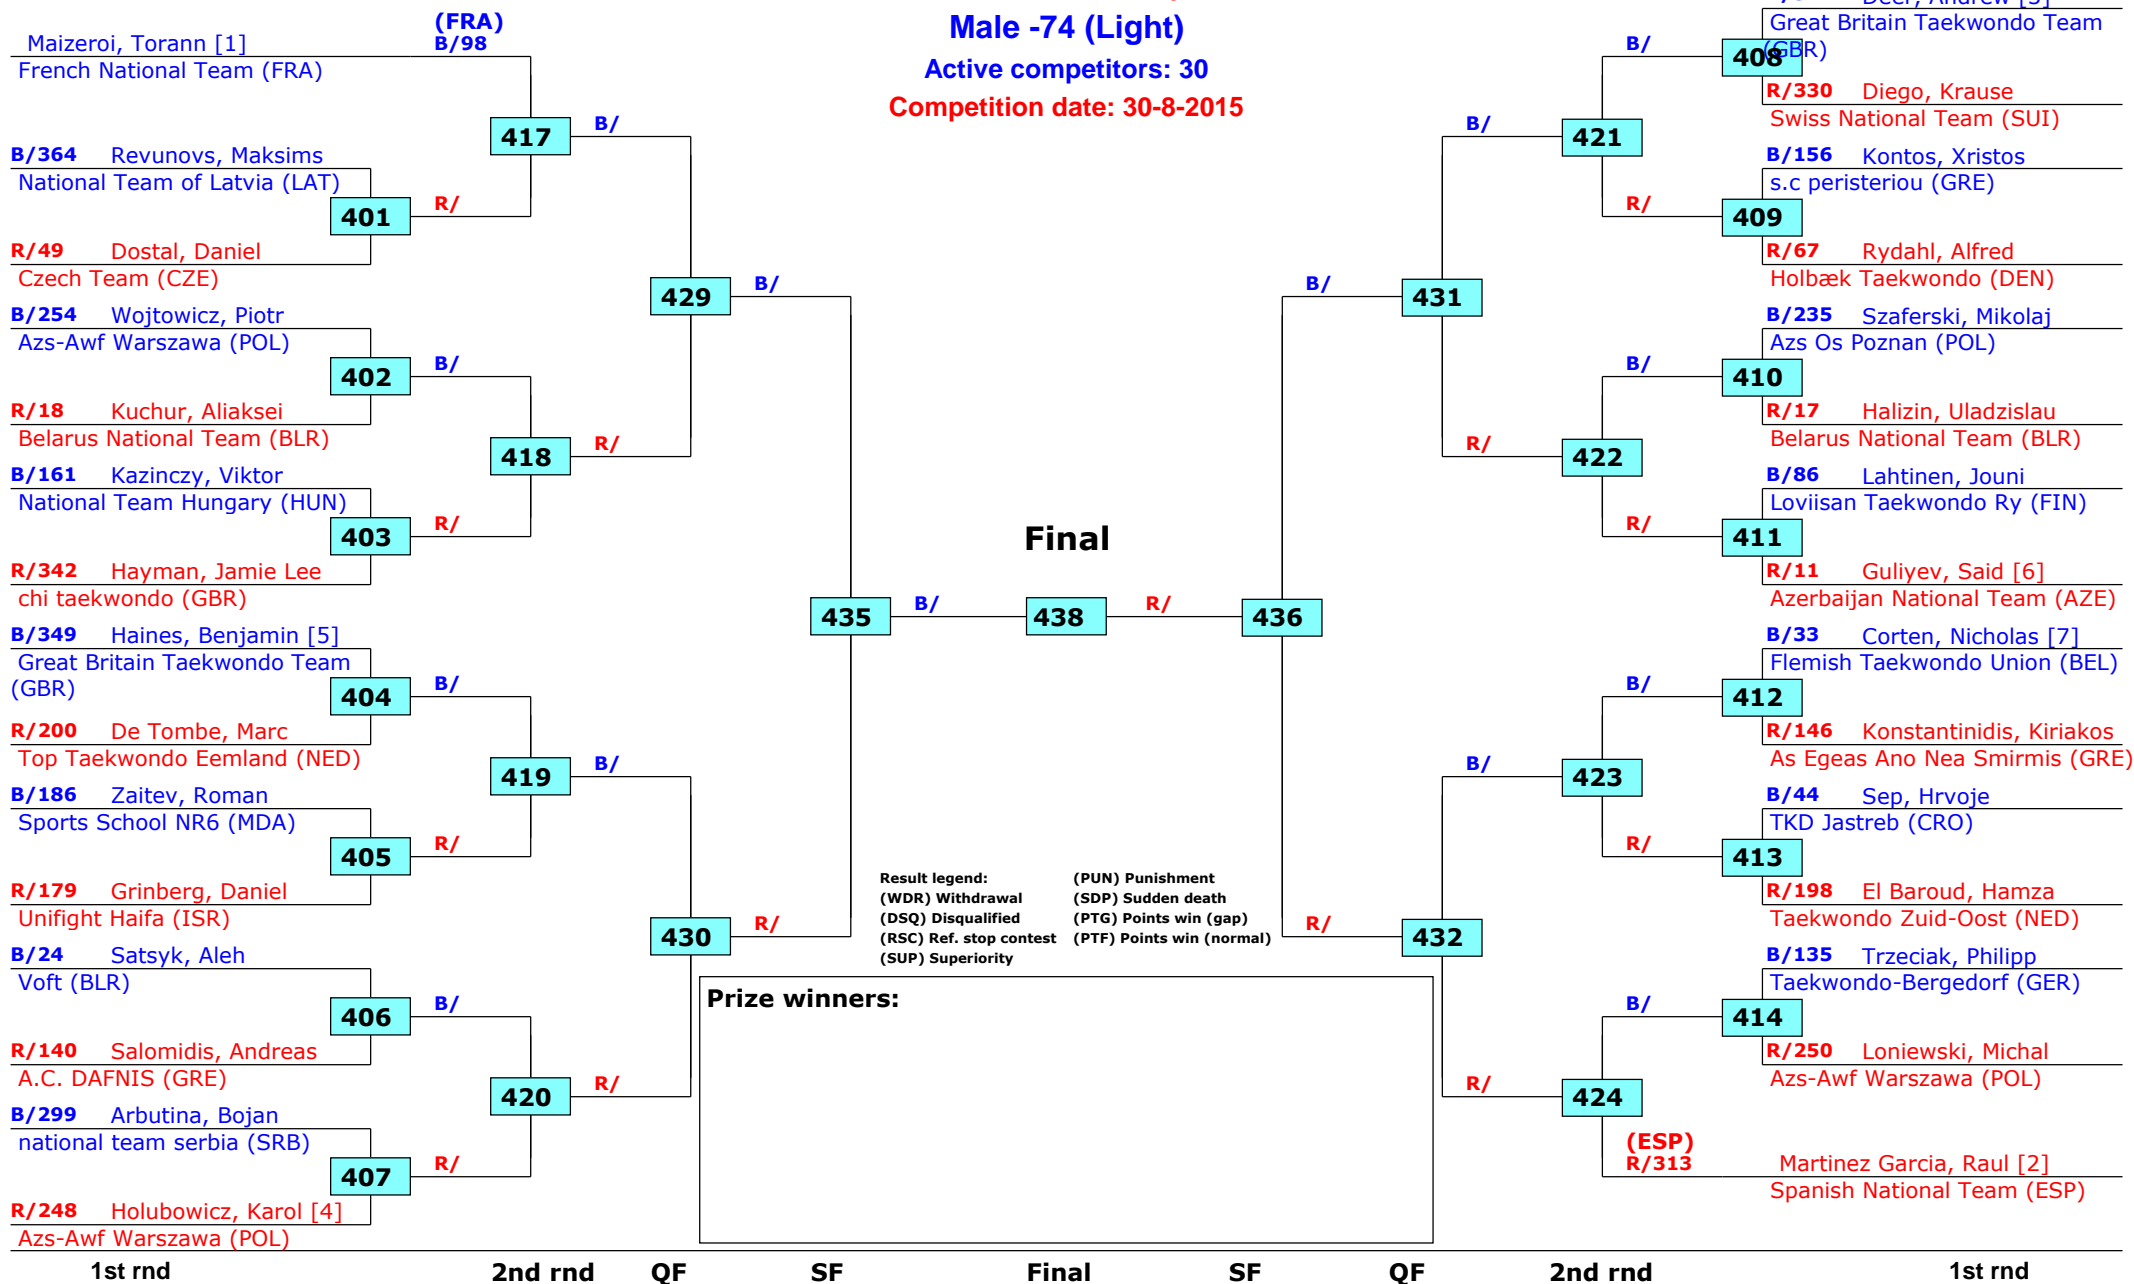 Male -74 (Light)
Active competitors: 30
Competition date: 30-8-2015
(FRA)
Maizeroi, Torann [1] B/98
French National Team (FRA)
417
B/
B/364 Revunovs, Maksims
National Team of Latvia (LAT)
401
R/
R/49 Dostal, Daniel
Czech Team (CZE)
429
B/
B/254 Wojtowicz, Piotr
Azs-Awf Warszawa (POL)
402
B/
R/18 Kuchur, Aliaksei
Belarus National Team (BLR)
418
R/
B/161 Kazinczy, Viktor
National Team Hungary (HUN)
403
R/
R/342 Hayman, Jamie Lee
chi taekwondo (GBR)
435
B/
B/349 Haines, Benjamin [5]
Great Britain Taekwondo Team
(GBR)
404
B/
R/200 De Tombe, Marc
Top Taekwondo Eemland (NED)
419
B/
B/186 Zaitev, Roman
Sports School NR6 (MDA)
405
R/
R/179 Grinberg, Daniel
Unifight Haifa (ISR)
430
R/
B/24 Satsyk, Aleh
Voft (BLR)
406
B/
R/140 Salomidis, Andreas
A.C. DAFNIS (GRE)
420
R/
B/299 Arbutina, Bojan
national team serbia (SRB)
407
R/
R/248 Holubowicz, Karol [4]
Azs-Awf Warszawa (POL)
Final
438
R/
436
Great Britain Taekwondo Team
(GBR)
408
B/
R/330 Diego, Krause
Swiss National Team (SUI)
421
B/
B/156 Kontos, Xristos
s.c peristeriou (GRE)
409
R/
R/67 Rydahl, Alfred
Holbæk Taekwondo (DEN)
431
B/
B/235 Szaferski, Mikolaj
Azs Os Poznan (POL)
410
B/
R/17 Halizin, Uladzislau
Belarus National Team (BLR)
422
R/
B/86 Lahtinen, Jouni
Loviisan Taekwondo Ry (FIN)
411
R/
R/11 Guliyev, Said [6]
Azerbaijan National Team (AZE)
B/33 Corten, Nicholas [7]
Flemish Taekwondo Union (BEL)
412
B/
R/146 Konstantinidis, Kiriakos
As Egeas Ano Nea Smirmis (GRE)
423
B/
B/44 Sep, Hrvoje
TKD Jastreb (CRO)
413
R/
R/198 El Baroud, Hamza
Taekwondo Zuid-Oost (NED)
432
R/
B/135 Trzeciak, Philipp
Taekwondo-Bergedorf (GER)
414
B/
R/250 Loniewski, Michal
Azs-Awf Warszawa (POL)
424
R/
(ESP)
R/313 Martinez Garcia, Raul [2]
Spanish National Team (ESP)
Result legend: (PUN) Punishment
(WDR) Withdrawal (SDP) Sudden death
(DSQ) Disqualified (PTG) Points win (gap)
(RSC) Ref. stop contest (PTF) Points win (normal)
(SUP) Superiority
Prize winners:
1st rnd 2nd rnd QF SF Final SF QF 2nd rnd 1st rnd